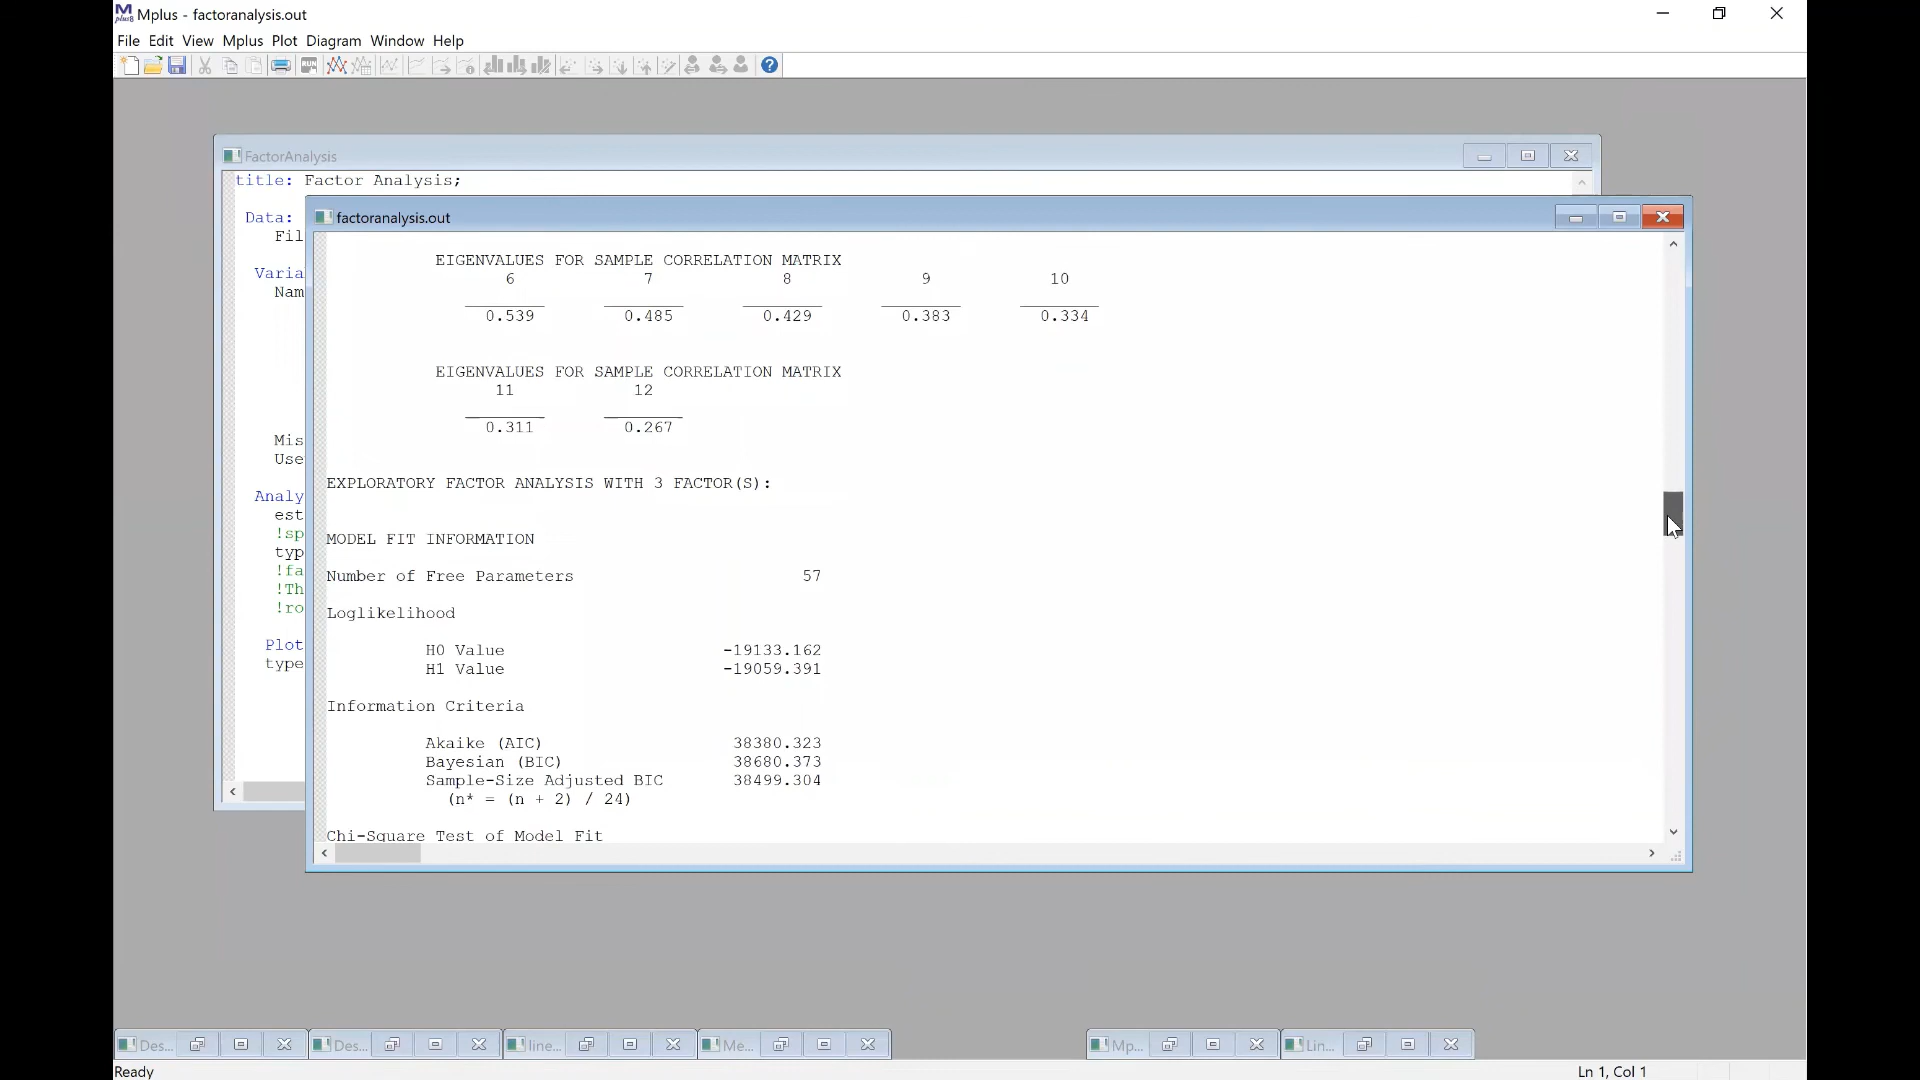 Mplus - factoranalysis.out
File Edit View Mplus Plot Diagram Window Help
RUN
FactorAnalysis
title: Factor Analysis;
Data:
Fil
Varia
Nam
Mis
Use
Analy
est
!sp
typ
!fa
!Th
!ro
Plot
type
factoranalysis.out
EIGENVALUES FOR SAMPLE CORRELATION MATRIX
6 7 8 9 10
0.539 0.485 0.429 0.383 0.334
EIGENVALUES FOR SAMPLE CORRELATION MATRIX
11 12
0.311 0.267
EXPLORATORY FACTOR ANALYSIS WITH 3 FACTOR(S):
MODEL FIT INFORMATION
Number of Free Parameters 57
Loglikelihood
H0 Value -19133.162
H1 Value -19059.391
Information Criteria
Akaike (AIC) 38380.323
Bayesian (BIC) 38680.373
Sample-Size Adjusted BIC 38499.304
(n* = (n + 2) / 24)
Chi-Square Test of Model Fit
Des... Des... line... Me... Mp... Lin...
Ready Ln 1, Col 1